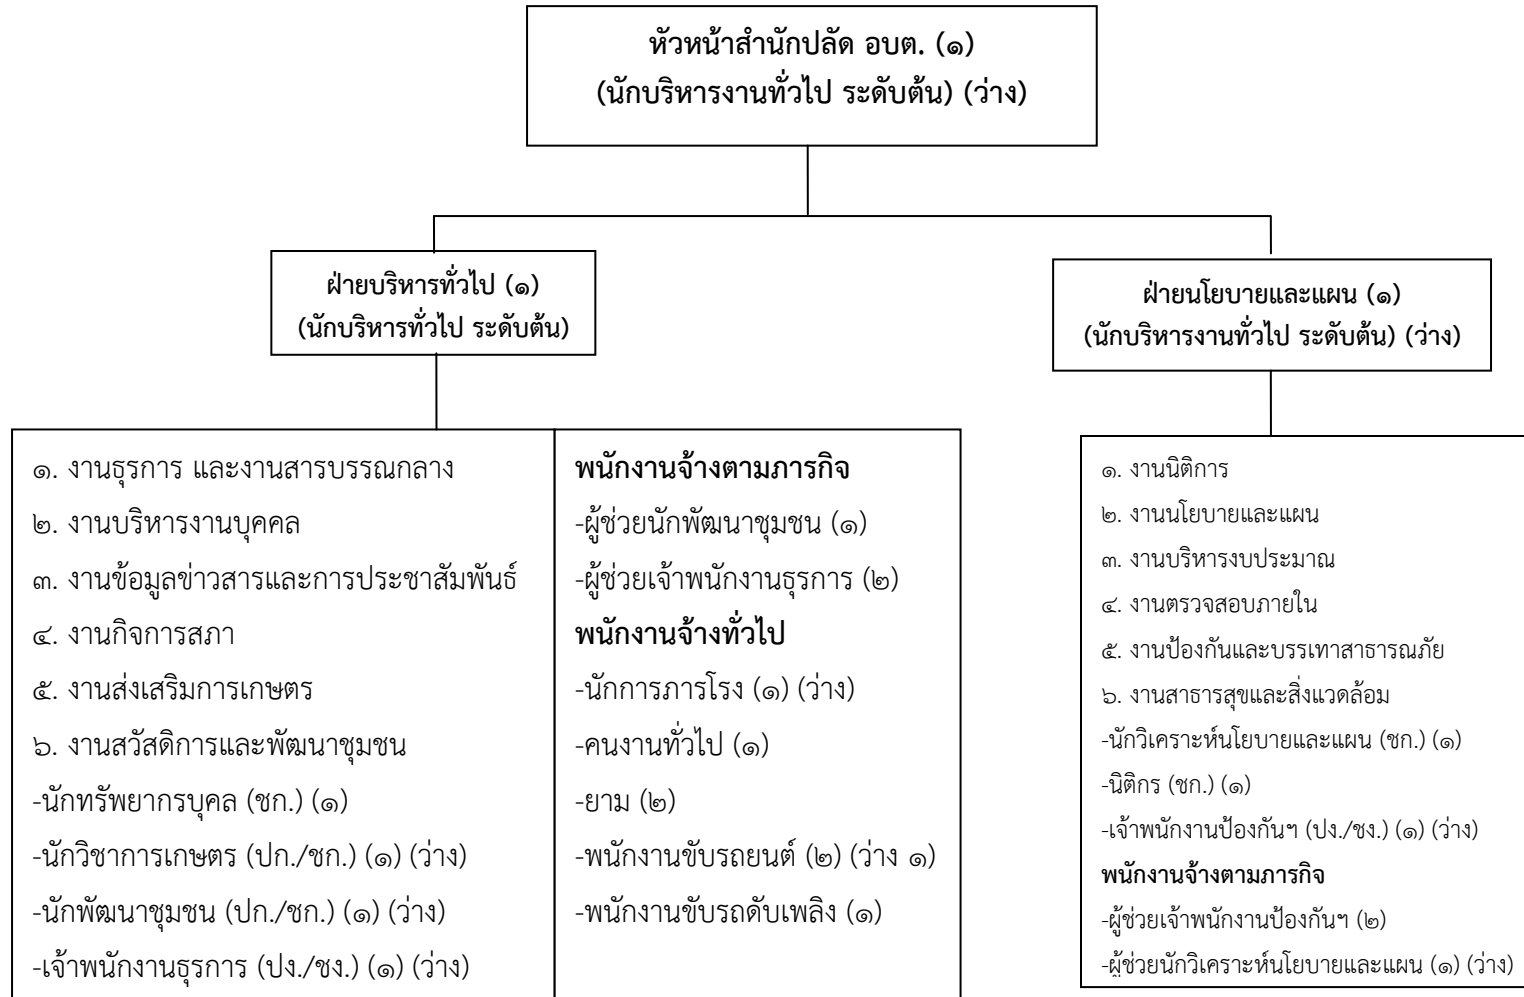 หัวหน้าสำนักปลัด อบต. (๑)
(นักบริหารงานทั่วไป ระดับต้น) (ว่าง)
ฝ่ายบริหารทั่วไป (๑)
(นักบริหารทั่วไป ระดับต้น)
ฝ่ายนโยบายและแผน (๑)
(นักบริหารงานทั่วไป ระดับต้น) (ว่าง)
๑. งานธุรการ และงานสารบรรณกลาง
๒. งานบริหารงานบุคคล
๓. งานข้อมูลข่าวสารและการประชาสัมพันธ์
๔. งานกิจการสภา
๕. งานส่งเสริมการเกษตร
๖. งานสวัสดิการและพัฒนาชุมชน
-นักทรัพยากรบุคล (ชก.) (๑)
-นักวิชาการเกษตร (ปก./ชก.) (๑) (ว่าง)
-นักพัฒนาชุมชน (ปก./ชก.) (๑) (ว่าง)
-เจ้าพนักงานธุรการ (ปง./ชง.) (๑) (ว่าง)
พนักงานจ้างตามภารกิจ
-ผู้ช่วยนักพัฒนาชุมชน (๑)
-ผู้ช่วยเจ้าพนักงานธุรการ (๒)
พนักงานจ้างทั่วไป
-นักการภารโรง (๑) (ว่าง)
-คนงานทั่วไป (๑)
-ยาม (๒)
-พนักงานขับรถยนต์ (๒) (ว่าง ๑)
-พนักงานขับรถดับเพลิง (๑)
๑. งานนิติการ
๒. งานนโยบายและแผน
๓. งานบริหารงบประมาณ
๔. งานตรวจสอบภายใน
๕. งานป้องกันและบรรเทาสาธารณภัย
๖. งานสาธารสุขและสิ่งแวดล้อม
-นักวิเคราะห์นโยบายและแผน (ชก.) (๑)
-นิติกร (ชก.) (๑)
-เจ้าพนักงานป้องกันฯ (ปง./ชง.) (๑) (ว่าง)
พนักงานจ้างตามภารกิจ
-ผู้ช่วยเจ้าพนักงานป้องกันฯ (๒)
-ผู้ช่วยนักวิเคราะห์นโยบายและแผน (๑) (ว่าง)